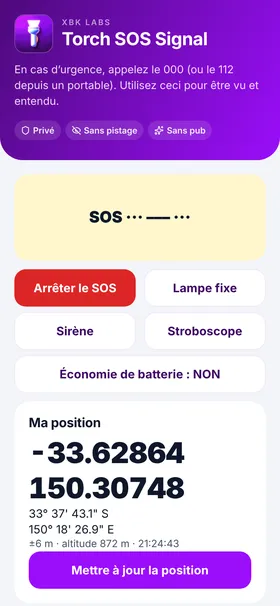 XBK LABS
Torch SOS Signal
En cas d’urgence, appelez le 000 (ou le 112
depuis un portable). Utilisez ceci pour être vu et
entendu.
Privé
Sans pistage
Sans pub
SOS ··· ––– ···
Arrêter le SOS
Lampe fixe
Sirène
Stroboscope
Économie de batterie : NON
Ma position
-33.62864
150.30748
33° 37' 43.1" S
150° 18' 26.9" E
±6 m · altitude 872 m · 21:24:43
Mettre à jour la position